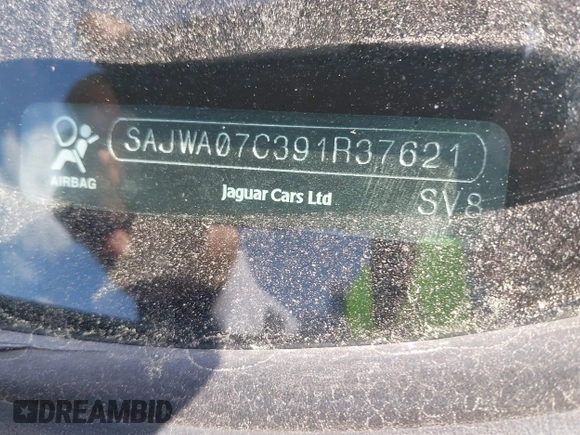 SAJWA07C391R37621
AIRBAG
Jaguar Cars Ltd
SV8
DREAMBID